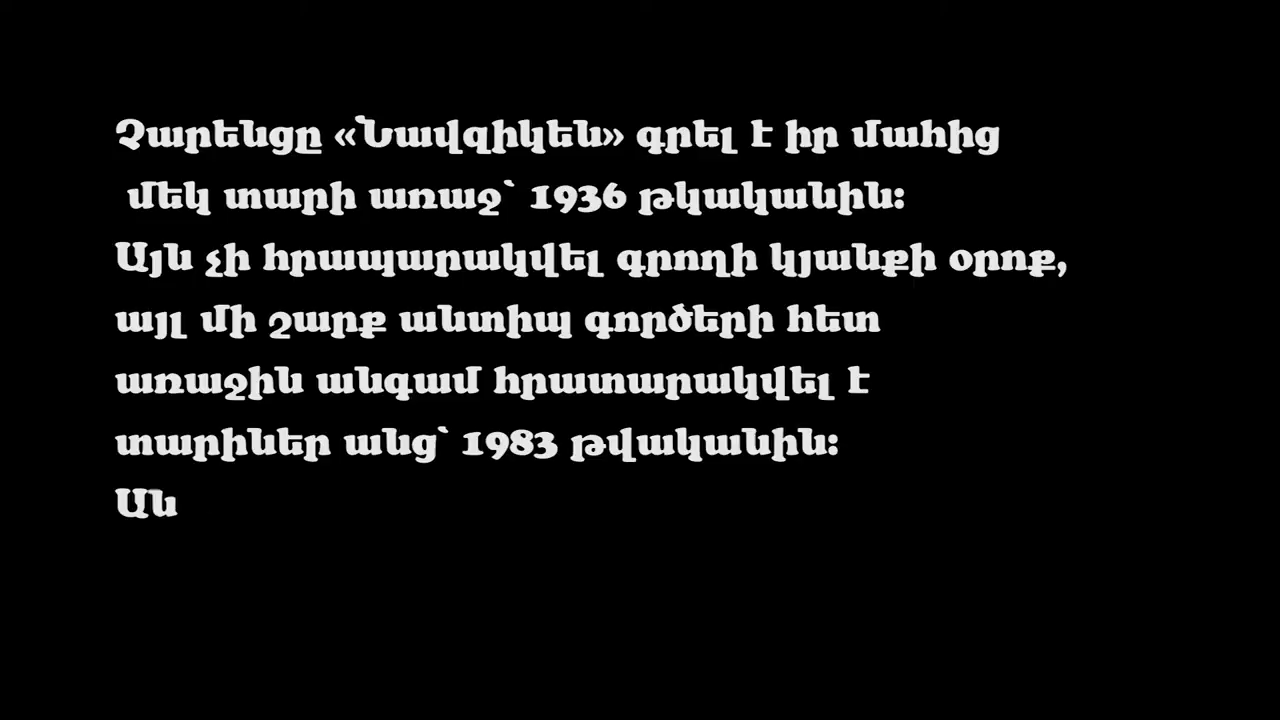 Չարենցը «Նավզիկեն» գրել է իր մահից
մեկ տարի առաջ՝ 1936 թկականին:
Այն չի հրապարակվել գրողի կյանքի օրոք,
այլ մի շարք անտիպ գործերի հետ
առաջին անգամ հրատարակվել է
տարիներ անց՝ 1983 թվականին:
Ան